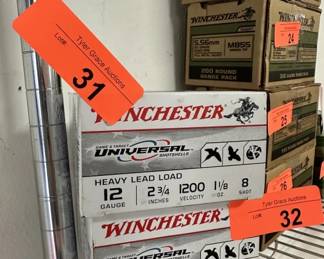 Tyler Grace Auctions
Lot#:
31
WINCHESTER
5.56mm
M855
200 ROUND
RANGE PACK
24
WINCHESTER
GAME & TARGET
UNIVERSAL
SHOTSHELLS
HEAVY LEAD LOAD
12 2 3/4 1200 1 1/8 8
GAUGE INCHES VELOCITY OZ SHOT
25
26
WINCHESTER
UNIVERSAL
Tyler Grace Auctions
Lot#:
32